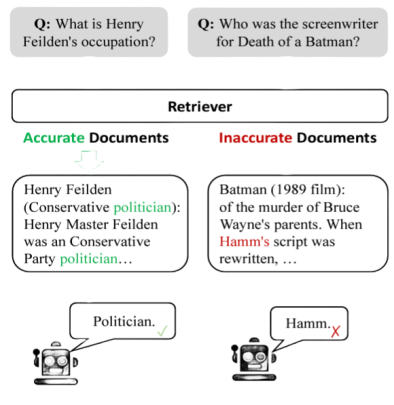 Q: What is Henry
Feilden's occupation?
Q: Who was the screenwriter
for Death of a Batman?
Retriever
Accurate Documents
Inaccurate Documents
Henry Feilden
(Conservative politician):
Henry Master Feilden
was an Conservative
Party politician…
Batman (1989 film):
of the murder of Bruce
Wayne's parents. When
Hamm's script was
rewritten, …
Politician.
Hamm.